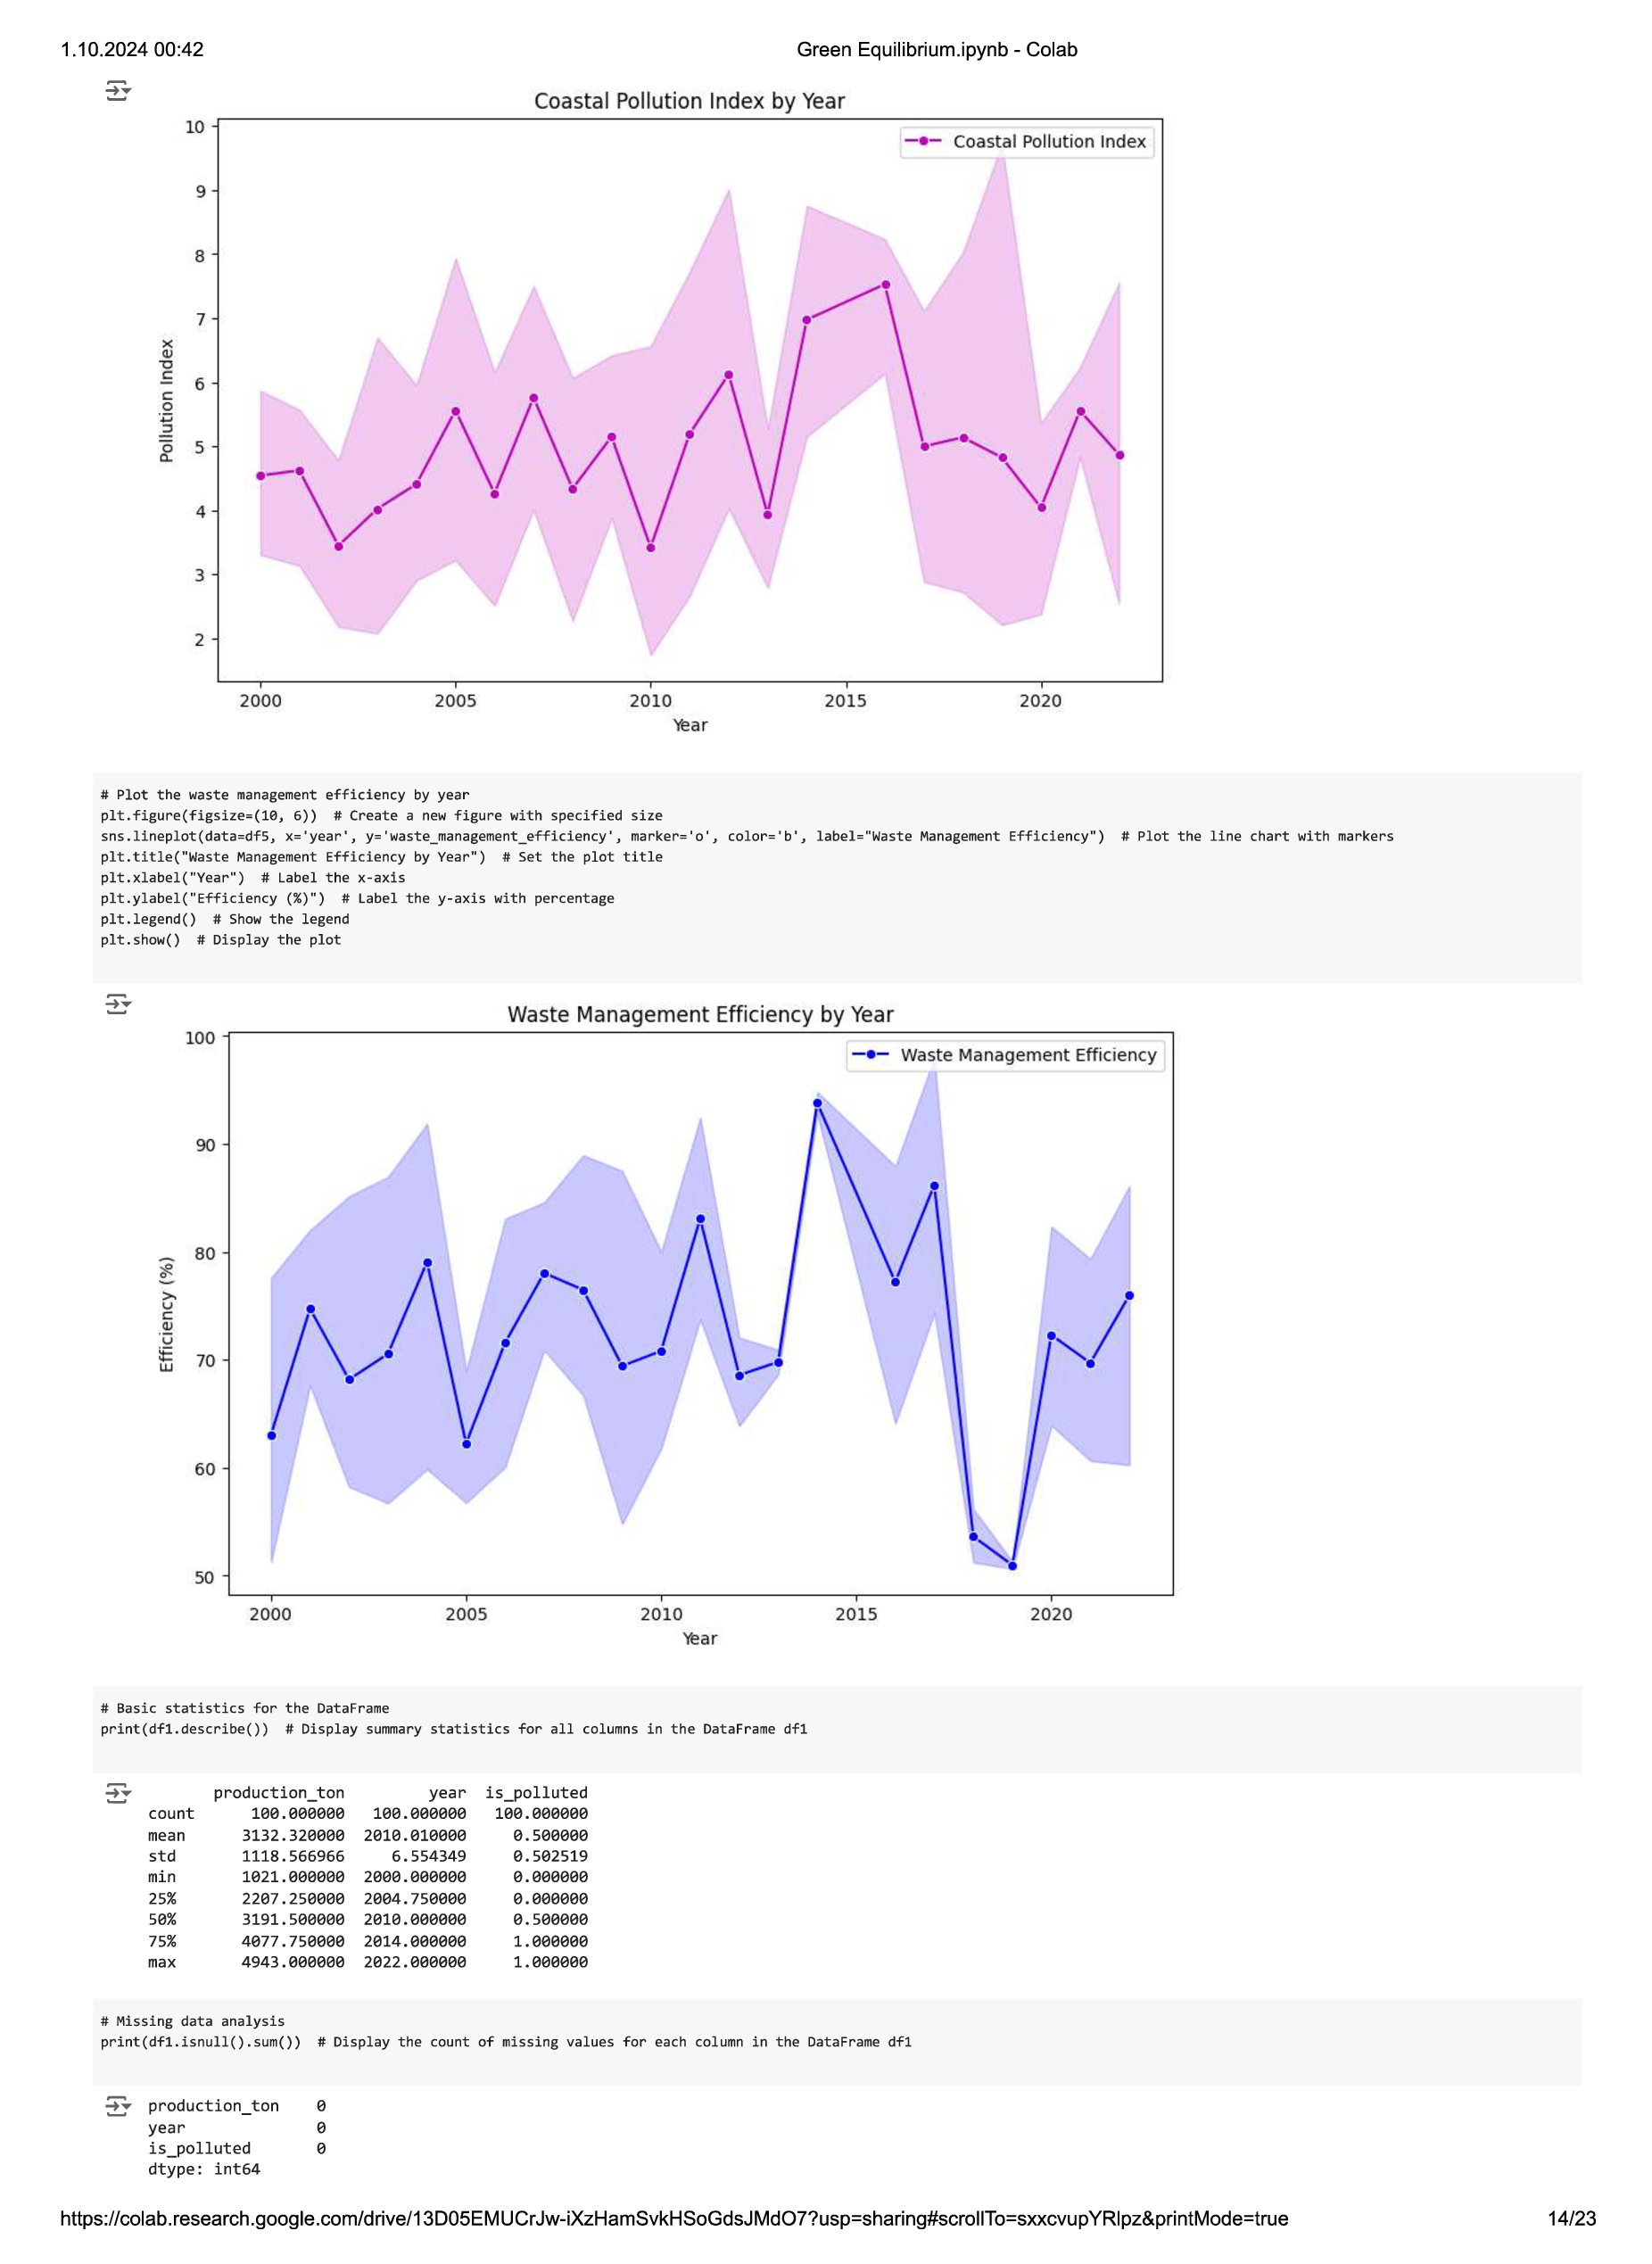 1.10.2024 00:42
Green Equilibrium.ipynb - Colab
Coastal Pollution Index by Year
Coastal Pollution Index
10
9
8
7
6
5
4
3
2
Pollution Index
2000 2005 2010 2015 2020
Year
# Plot the waste management efficiency by year
plt.figure(figsize=(10, 6))  # Create a new figure with specified size
sns.lineplot(data=df5, x='year', y='waste_management_efficiency', marker='o', color='b', label="Waste Management Efficiency")  # Plot the line chart with markers
plt.title("Waste Management Efficiency by Year")  # Set the plot title
plt.xlabel("Year")  # Label the x-axis
plt.ylabel("Efficiency (%)")  # Label the y-axis with percentage
plt.legend()  # Show the legend
plt.show()  # Display the plot
Waste Management Efficiency by Year
Waste Management Efficiency
100
90
80
70
60
50
Efficiency (%)
2000 2005 2010 2015 2020
Year
# Basic statistics for the DataFrame
print(df1.describe())  # Display summary statistics for all columns in the DataFrame df1
production_ton year is_polluted
count 100.000000 100.000000 100.000000
mean 3132.320000 2010.010000 0.500000
std 1118.566966 6.554349 0.502519
min 1021.000000 2000.000000 0.000000
25% 2207.250000 2004.750000 0.000000
50% 3191.500000 2010.000000 0.500000
75% 4077.750000 2014.000000 1.000000
max 4943.000000 2022.000000 1.000000
# Missing data analysis
print(df1.isnull().sum())  # Display the count of missing values for each column in the DataFrame df1
production_ton 0
year 0
is_polluted 0
dtype: int64
https://colab.research.google.com/drive/13D05EMUCrJw-iXzHamSvkHSoGdsJMdO7?usp=sharing#scrollTo=sxxcvupYRlpz&printMode=true
14/23